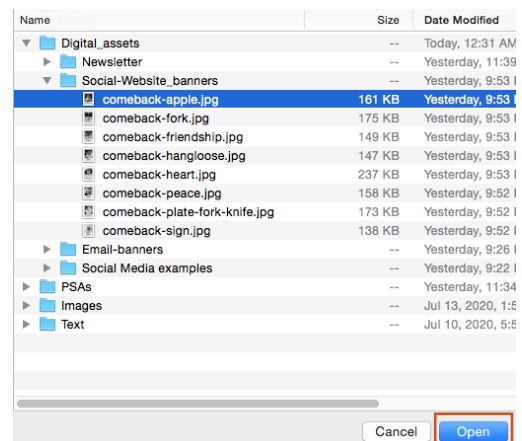 Name Size Date Modified
Digital_assets -- Today, 12:31 AM
Newsletter -- Yesterday, 11:39
Social-Website_banners -- Yesterday, 9:53
comeback-apple.jpg 161 KB Yesterday, 9:53
comeback-fork.jpg 175 KB Yesterday, 9:53
comeback-friendship.jpg 149 KB Yesterday, 9:53
comeback-hangloose.jpg 147 KB Yesterday, 9:53
comeback-heart.jpg 237 KB Yesterday, 9:53
comeback-peace.jpg 158 KB Yesterday, 9:52
comeback-plate-fork-knife.jpg 173 KB Yesterday, 9:52
comeback-sign.jpg 138 KB Yesterday, 9:52
Email-banners -- Yesterday, 9:26
Social Media examples -- Yesterday, 9:22
PSAs -- Yesterday, 11:34
Images -- Jul 13, 2020, 1:5
Text -- Jul 10, 2020, 5:5
Cancel Open